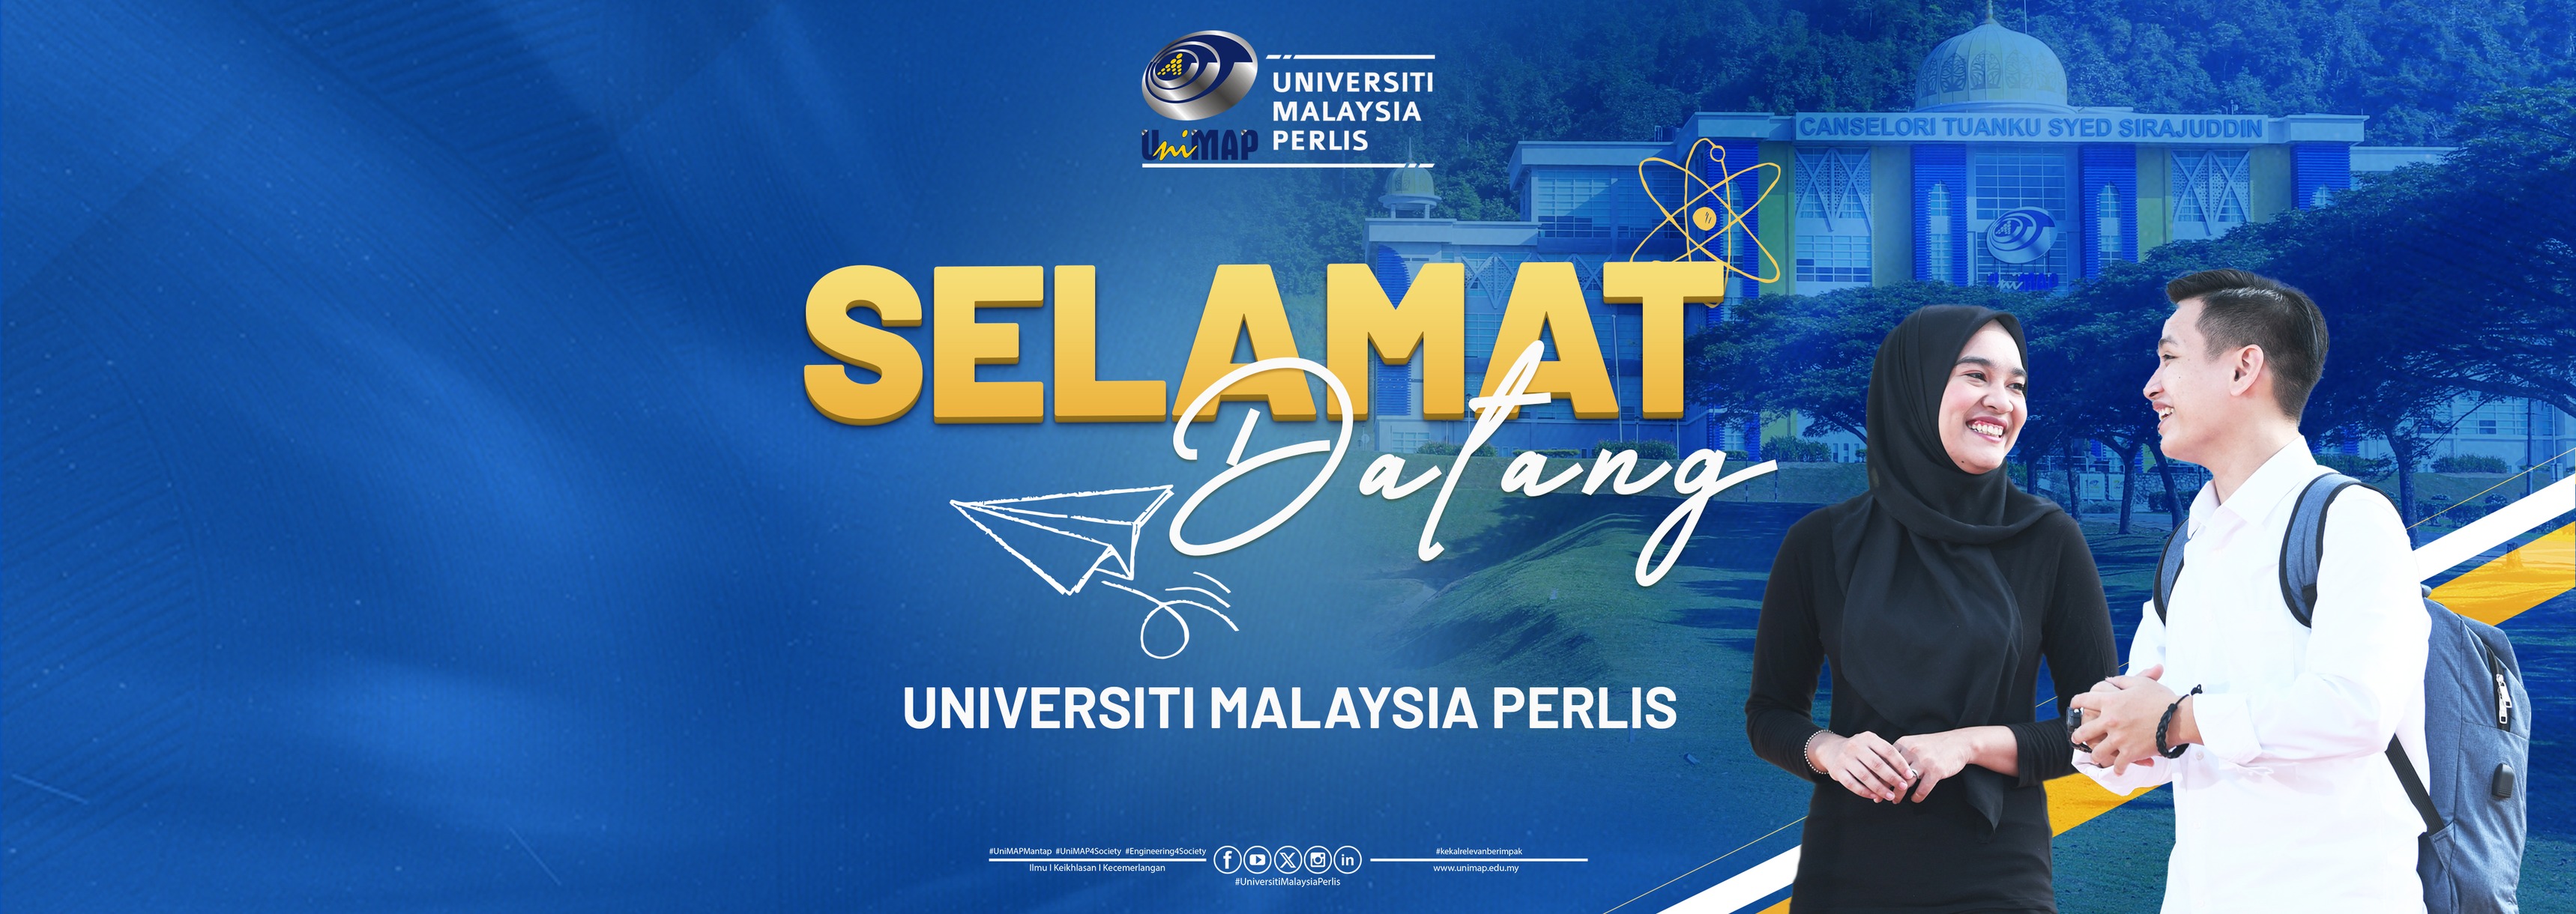 UniMAP
UNIVERSITI
MALAYSIA
PERLIS
CANSELORI TUANKU SYED SIRAJUDDIN
UniMAP
SELAMAT
Datang
UNIVERSITI MALAYSIA PERLIS
#UniMAPMantap #UniMAP4Society #Engineering4Society
Ilmu I Keikhlasan I Kecemerlangan
#UniversitiMalaysiaPerlis
#kekalrelevanberimpak
www.unimap.edu.my